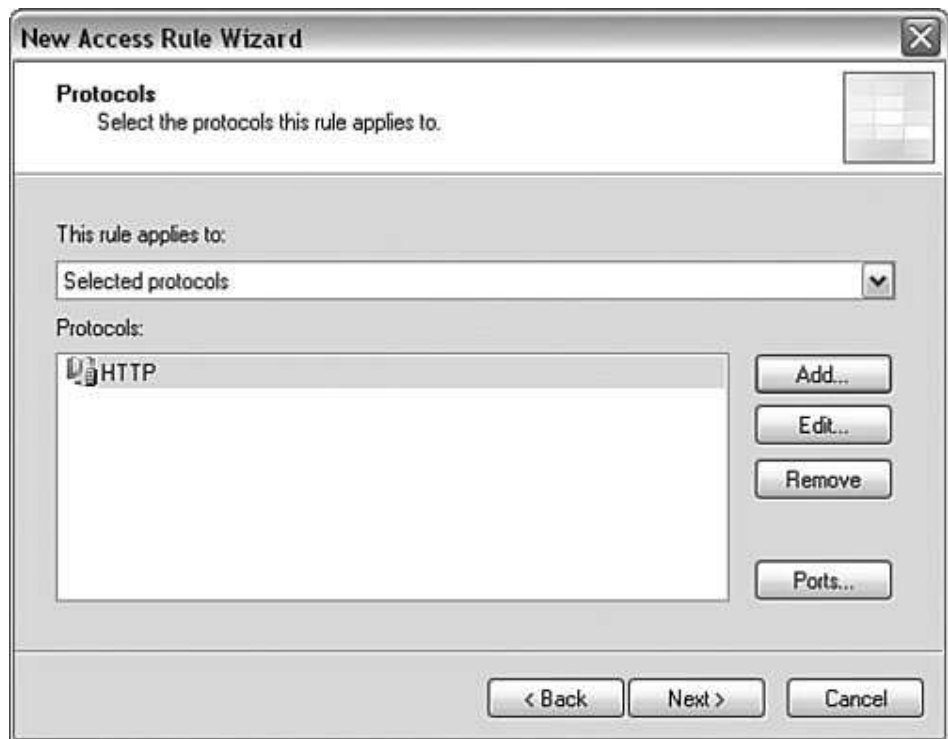 New Access Rule Wizard
Protocols
Select the protocols this rule applies to.
This rule applies to:
Selected protocols
Protocols:
HTTP
Add...
Edit...
Remove
Ports...
< Back
Next >
Cancel